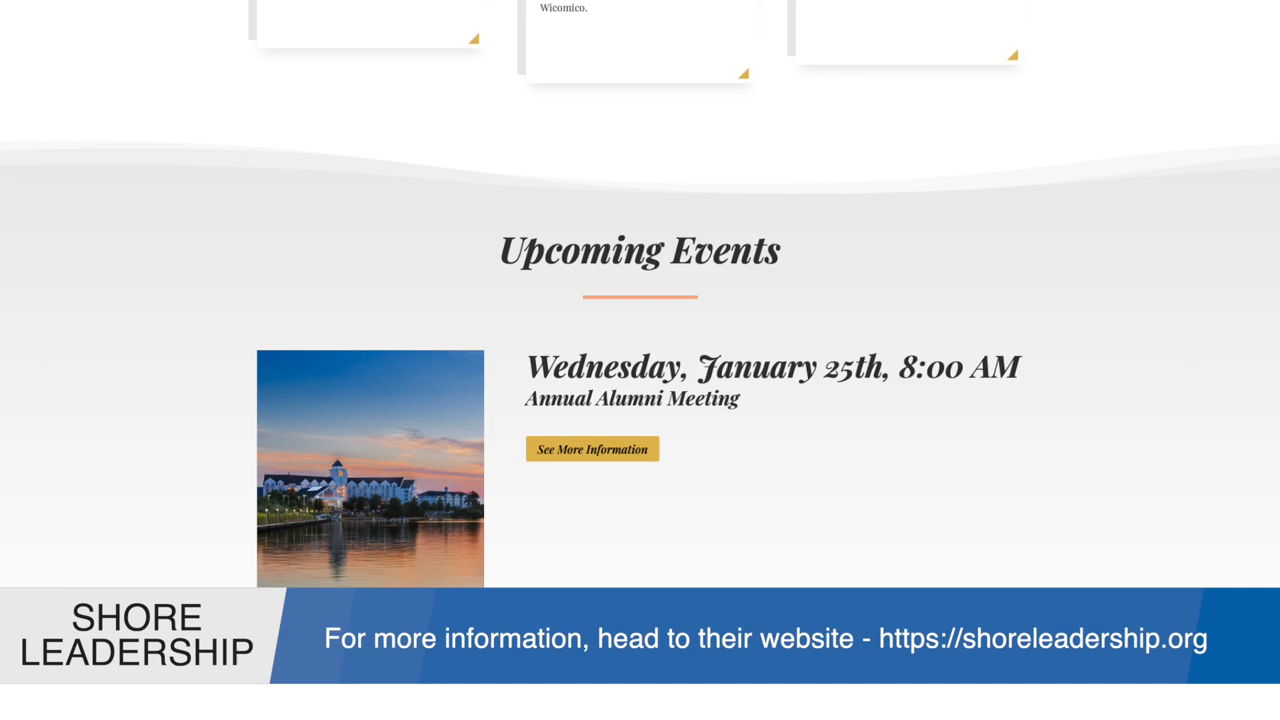 Wicomico.
Upcoming Events
Wednesday, January 25th, 8:00 AM
Annual Alumni Meeting
See More Information
SHORE
LEADERSHIP
For more information, head to their website - https://shoreleadership.org